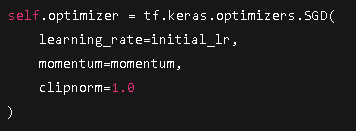 self.optimizer = tf.keras.optimizers.SGD(
    learning_rate=initial_lr,
    momentum=momentum,
    clipnorm=1.0
)